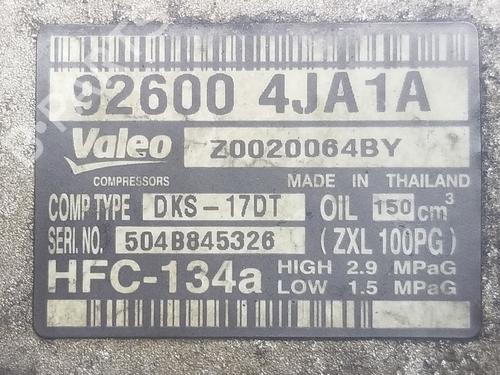 92600 4JA1A
Valeo Z0020064BY
COMPRESSORS MADE IN THAILAND
COMP TYPE DKS-17DT OIL 150 cm³
SERI. NO. 504B845326 (ZXL 100PG)
HFC-134a HIGH 2.9 MPaG
LOW 1.5 MPaG